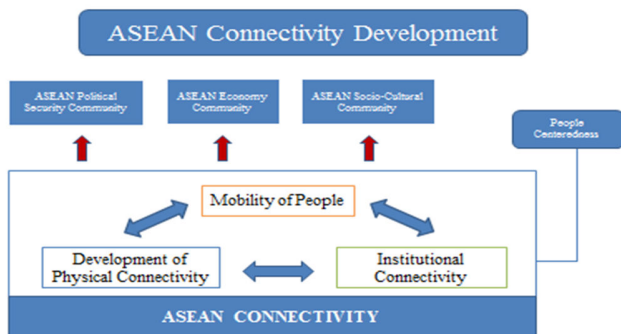 ASEAN Connectivity Development
ASEAN Political
Security Community
ASEAN Economy
Community
ASEAN Socio-Cultural
Community
People
Centeredness
Mobility of People
Development of
Physical Connectivity
Institutional
Connectivity
ASEAN CONNECTIVITY